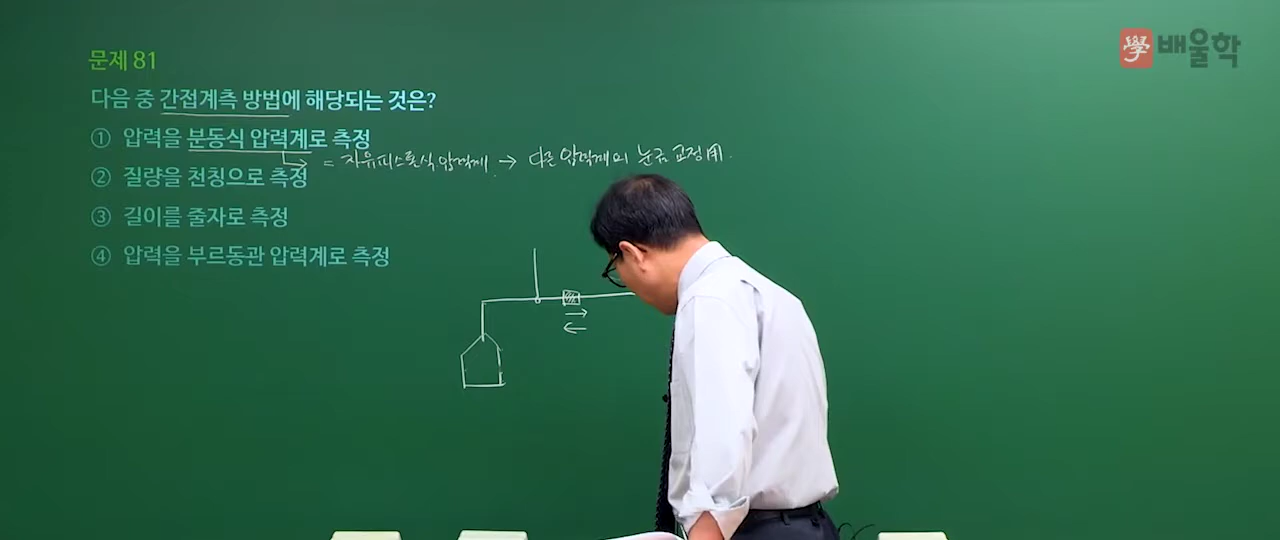 學 배울학
문제 81
다음 중 간접계측 방법에 해당되는 것은?
① 압력을 분동식 압력계로 측정
= 자유피스톤식 압력계. → 다른 압력계의 눈금 교정用.
② 질량을 천칭으로 측정
③ 길이를 줄자로 측정
④ 압력을 부르동관 압력계로 측정